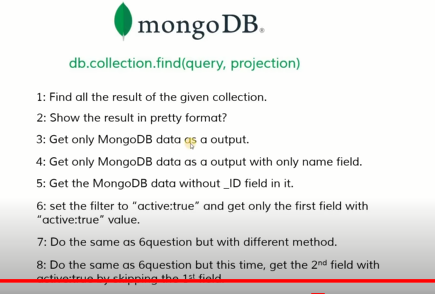 mongoDB®
db.collection.find(query, projection)
1: Find all the result of the given collection.
2: Show the result in pretty format?
3: Get only MongoDB data as a output.
4: Get only MongoDB data as a output with only name field.
5: Get the MongoDB data without _ID field in it.
6: set the filter to “active:true” and get only the first field with
“active:true” value.
7: Do the same as 6question but with different method.
8: Do the same as 6question but this time, get the 2nd field with
active:true by skipping the 1st field